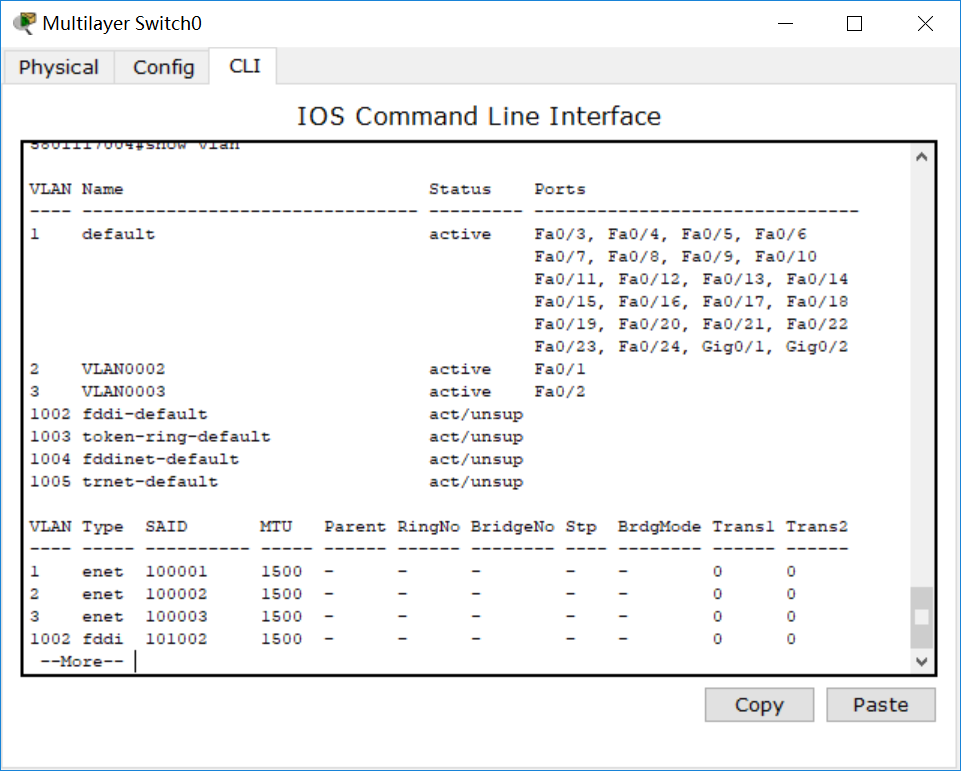 Multilayer Switch0
Physical Config CLI
IOS Command Line Interface
5801117004#show vlan
VLAN Name                             Status    Ports
---- -------------------------------- --------- -------------------------------
1    default                          active    Fa0/3, Fa0/4, Fa0/5, Fa0/6
                                                Fa0/7, Fa0/8, Fa0/9, Fa0/10
                                                Fa0/11, Fa0/12, Fa0/13, Fa0/14
                                                Fa0/15, Fa0/16, Fa0/17, Fa0/18
                                                Fa0/19, Fa0/20, Fa0/21, Fa0/22
                                                Fa0/23, Fa0/24, Gig0/1, Gig0/2
2    VLAN0002                         active    Fa0/1
3    VLAN0003                         active    Fa0/2
1002 fddi-default                     act/unsup
1003 token-ring-default               act/unsup
1004 fddinet-default                  act/unsup
1005 trnet-default                    act/unsup
VLAN Type  SAID       MTU   Parent RingNo BridgeNo Stp  BrdgMode Trans1 Trans2
---- ----- ---------- ----- ------ ------ -------- ---- -------- ------ ------
1    enet  100001     1500  -      -      -        -    -        0      0
2    enet  100002     1500  -      -      -        -    -        0      0
3    enet  100003     1500  -      -      -        -    -        0      0
1002 fddi  101002     1500  -      -      -        -    -        0      0
 --More--
Copy Paste